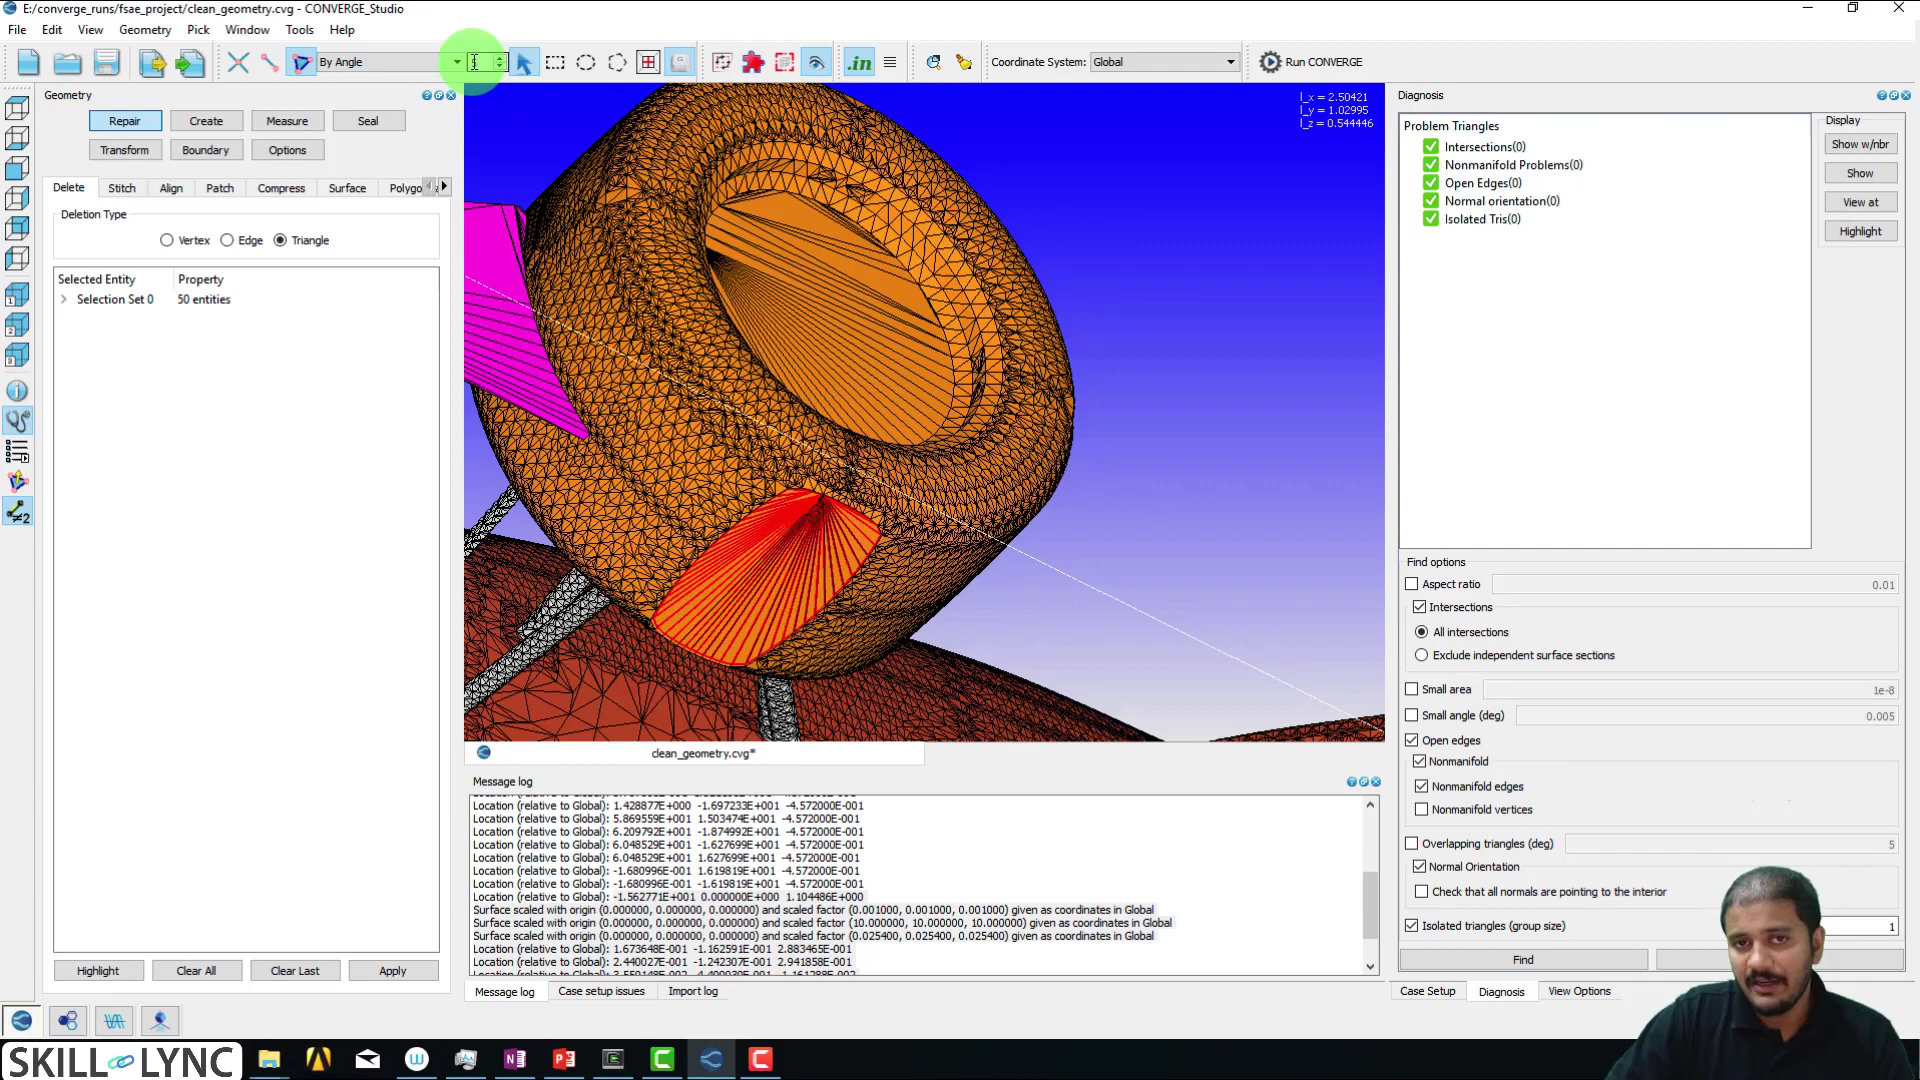 E:/converge_runs/fsae_project/clean_geometry.cvg - CONVERGE_Studio
File Edit View Geometry Pick Window Tools Help
By Angle
.in
Coordinate System: Global
Run CONVERGE
Geometry
Repair Create Measure Seal
Transform Boundary Options
Delete Stitch Align Patch Compress Surface Polygo
Deletion Type
Vertex Edge Triangle
Selected Entity Property
Selection Set 0 50 entities
Highlight Clear All Clear Last Apply
l_x = 2.50421
l_y = 1.02995
l_z = 0.544446
clean_geometry.cvg*
Message log
Location (relative to Global): 1.428877E+000 -1.697233E+001 -4.572000E-001
Location (relative to Global): 5.869559E+001 1.503474E+001 -4.572000E-001
Location (relative to Global): 6.209792E+001 -1.874992E+001 -4.572000E-001
Location (relative to Global): 6.048529E+001 -1.627699E+001 -4.572000E-001
Location (relative to Global): 6.048529E+001 1.627699E+001 -4.572000E-001
Location (relative to Global): -1.680996E-001 1.619819E+001 -4.572000E-001
Location (relative to Global): -1.680996E-001 -1.619819E+001 -4.572000E-001
Location (relative to Global): -1.562771E+001 0.000000E+000 1.104486E+000
Surface scaled with origin (0.000000, 0.000000, 0.000000) and scaled factor (0.001000, 0.001000, 0.001000) given as coordinates in Global
Surface scaled with origin (0.000000, 0.000000, 0.000000) and scaled factor (10.000000, 10.000000, 10.000000) given as coordinates in Global
Surface scaled with origin (0.000000, 0.000000, 0.000000) and scaled factor (0.025400, 0.025400, 0.025400) given as coordinates in Global
Location (relative to Global): 1.673648E-001 -1.162591E-001 2.883465E-001
Location (relative to Global): 2.440027E-001 -1.242307E-001 2.941858E-001
Message log Case setup issues Import log
Diagnosis
Problem Triangles
Intersections(0)
Nonmanifold Problems(0)
Open Edges(0)
Normal orientation(0)
Isolated Tris(0)
Display
Show w/nbr
Show
View at
Highlight
Find options
Aspect ratio 0.01
Intersections
All intersections
Exclude independent surface sections
Small area 1e-8
Small angle (deg) 0.005
Open edges
Nonmanifold
Nonmanifold edges
Nonmanifold vertices
Overlapping triangles (deg) 5
Normal Orientation
Check that all normals are pointing to the interior
Isolated triangles (group size) 1
Find
Case Setup Diagnosis View Options
SKILL LYNC